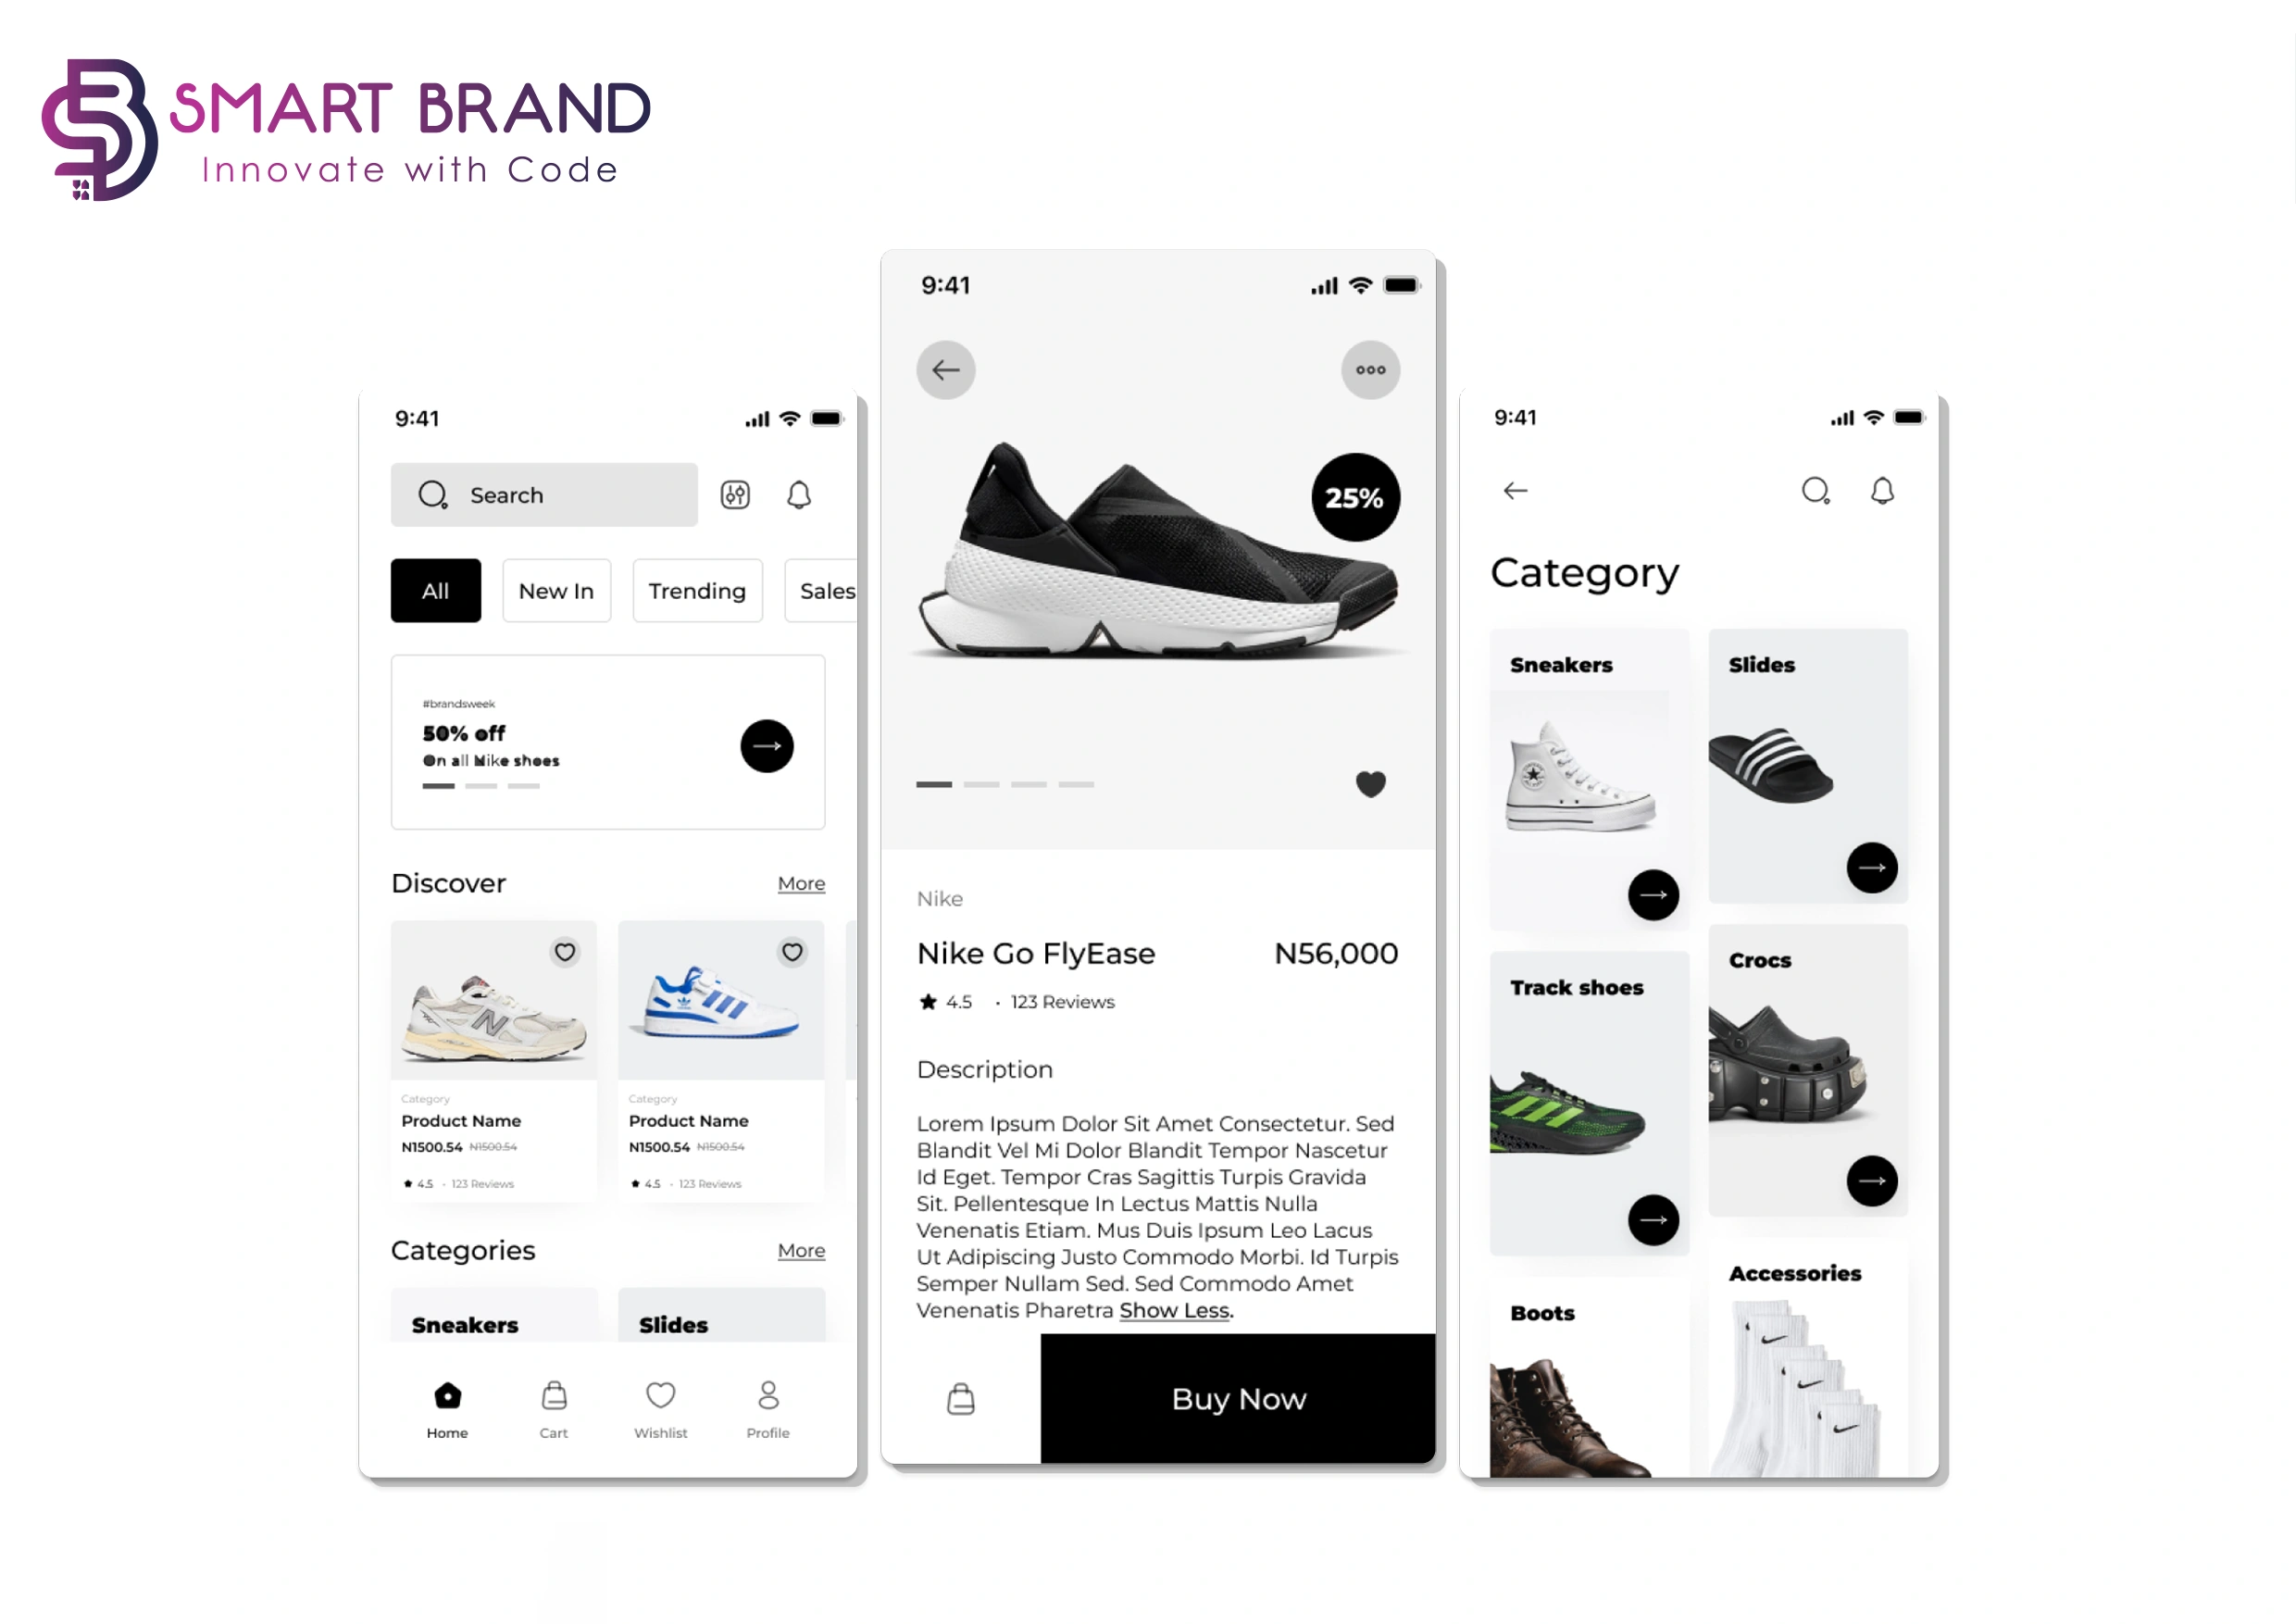 SMART BRAND
Innovate with Code
9:41
Search
All
New In
Trending
Sales
#brandsweek
50% off
On all Nike shoes
Discover
More
Category
Product Name
N1500.54 N1500.54
4.5 · 123 Reviews
Category
Product Name
N1500.54 N1500.54
4.5 · 123 Reviews
Categories
More
Sneakers
Slides
Home
Cart
Wishlist
Profile
9:41
25%
Nike
Nike Go FlyEase
N56,000
4.5 · 123 Reviews
Description
Lorem Ipsum Dolor Sit Amet Consectetur. Sed
Blandit Vel Mi Dolor Blandit Tempor Nascetur
Id Eget. Tempor Cras Sagittis Turpis Gravida
Sit. Pellentesque In Lectus Mattis Nulla
Venenatis Etiam. Mus Duis Ipsum Leo Lacus
Ut Adipiscing Justo Commodo Morbi. Id Turpis
Semper Nullam Sed. Sed Commodo Amet
Venenatis Pharetra Show Less.
Buy Now
9:41
Category
Sneakers
Slides
Track shoes
Crocs
Boots
Accessories